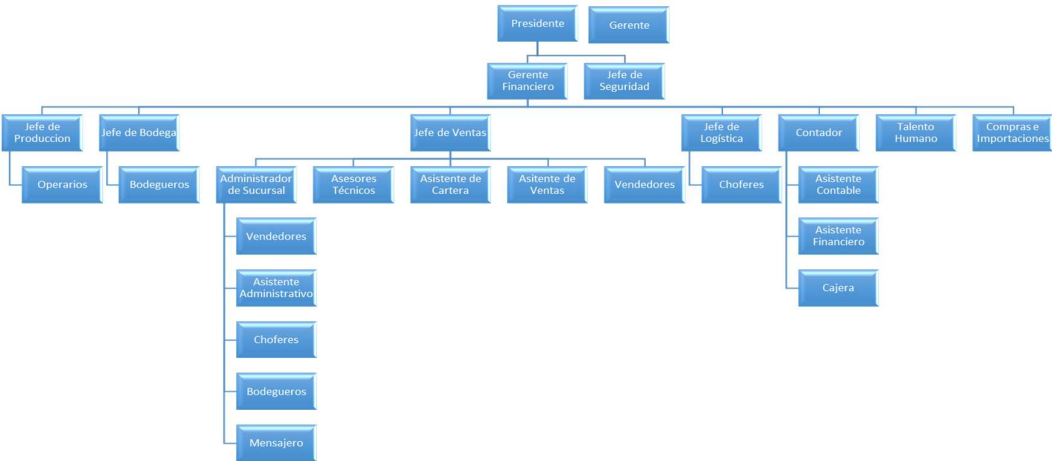 Presidente
Gerente
Gerente
Financiero
Jefe de
Seguridad
Jefe de
Produccion
Jefe de Bodega
Jefe de Ventas
Jefe de
Logística
Contador
Talento
Humano
Compras e
Importaciones
Operarios
Bodegueros
Administrador
de Sucursal
Asesores
Técnicos
Asistente de
Cartera
Asitente de
Ventas
Vendedores
Choferes
Asistente
Contable
Vendedores
Asistente
Financiero
Asistente
Administrativo
Cajera
Choferes
Bodegueros
Mensajero